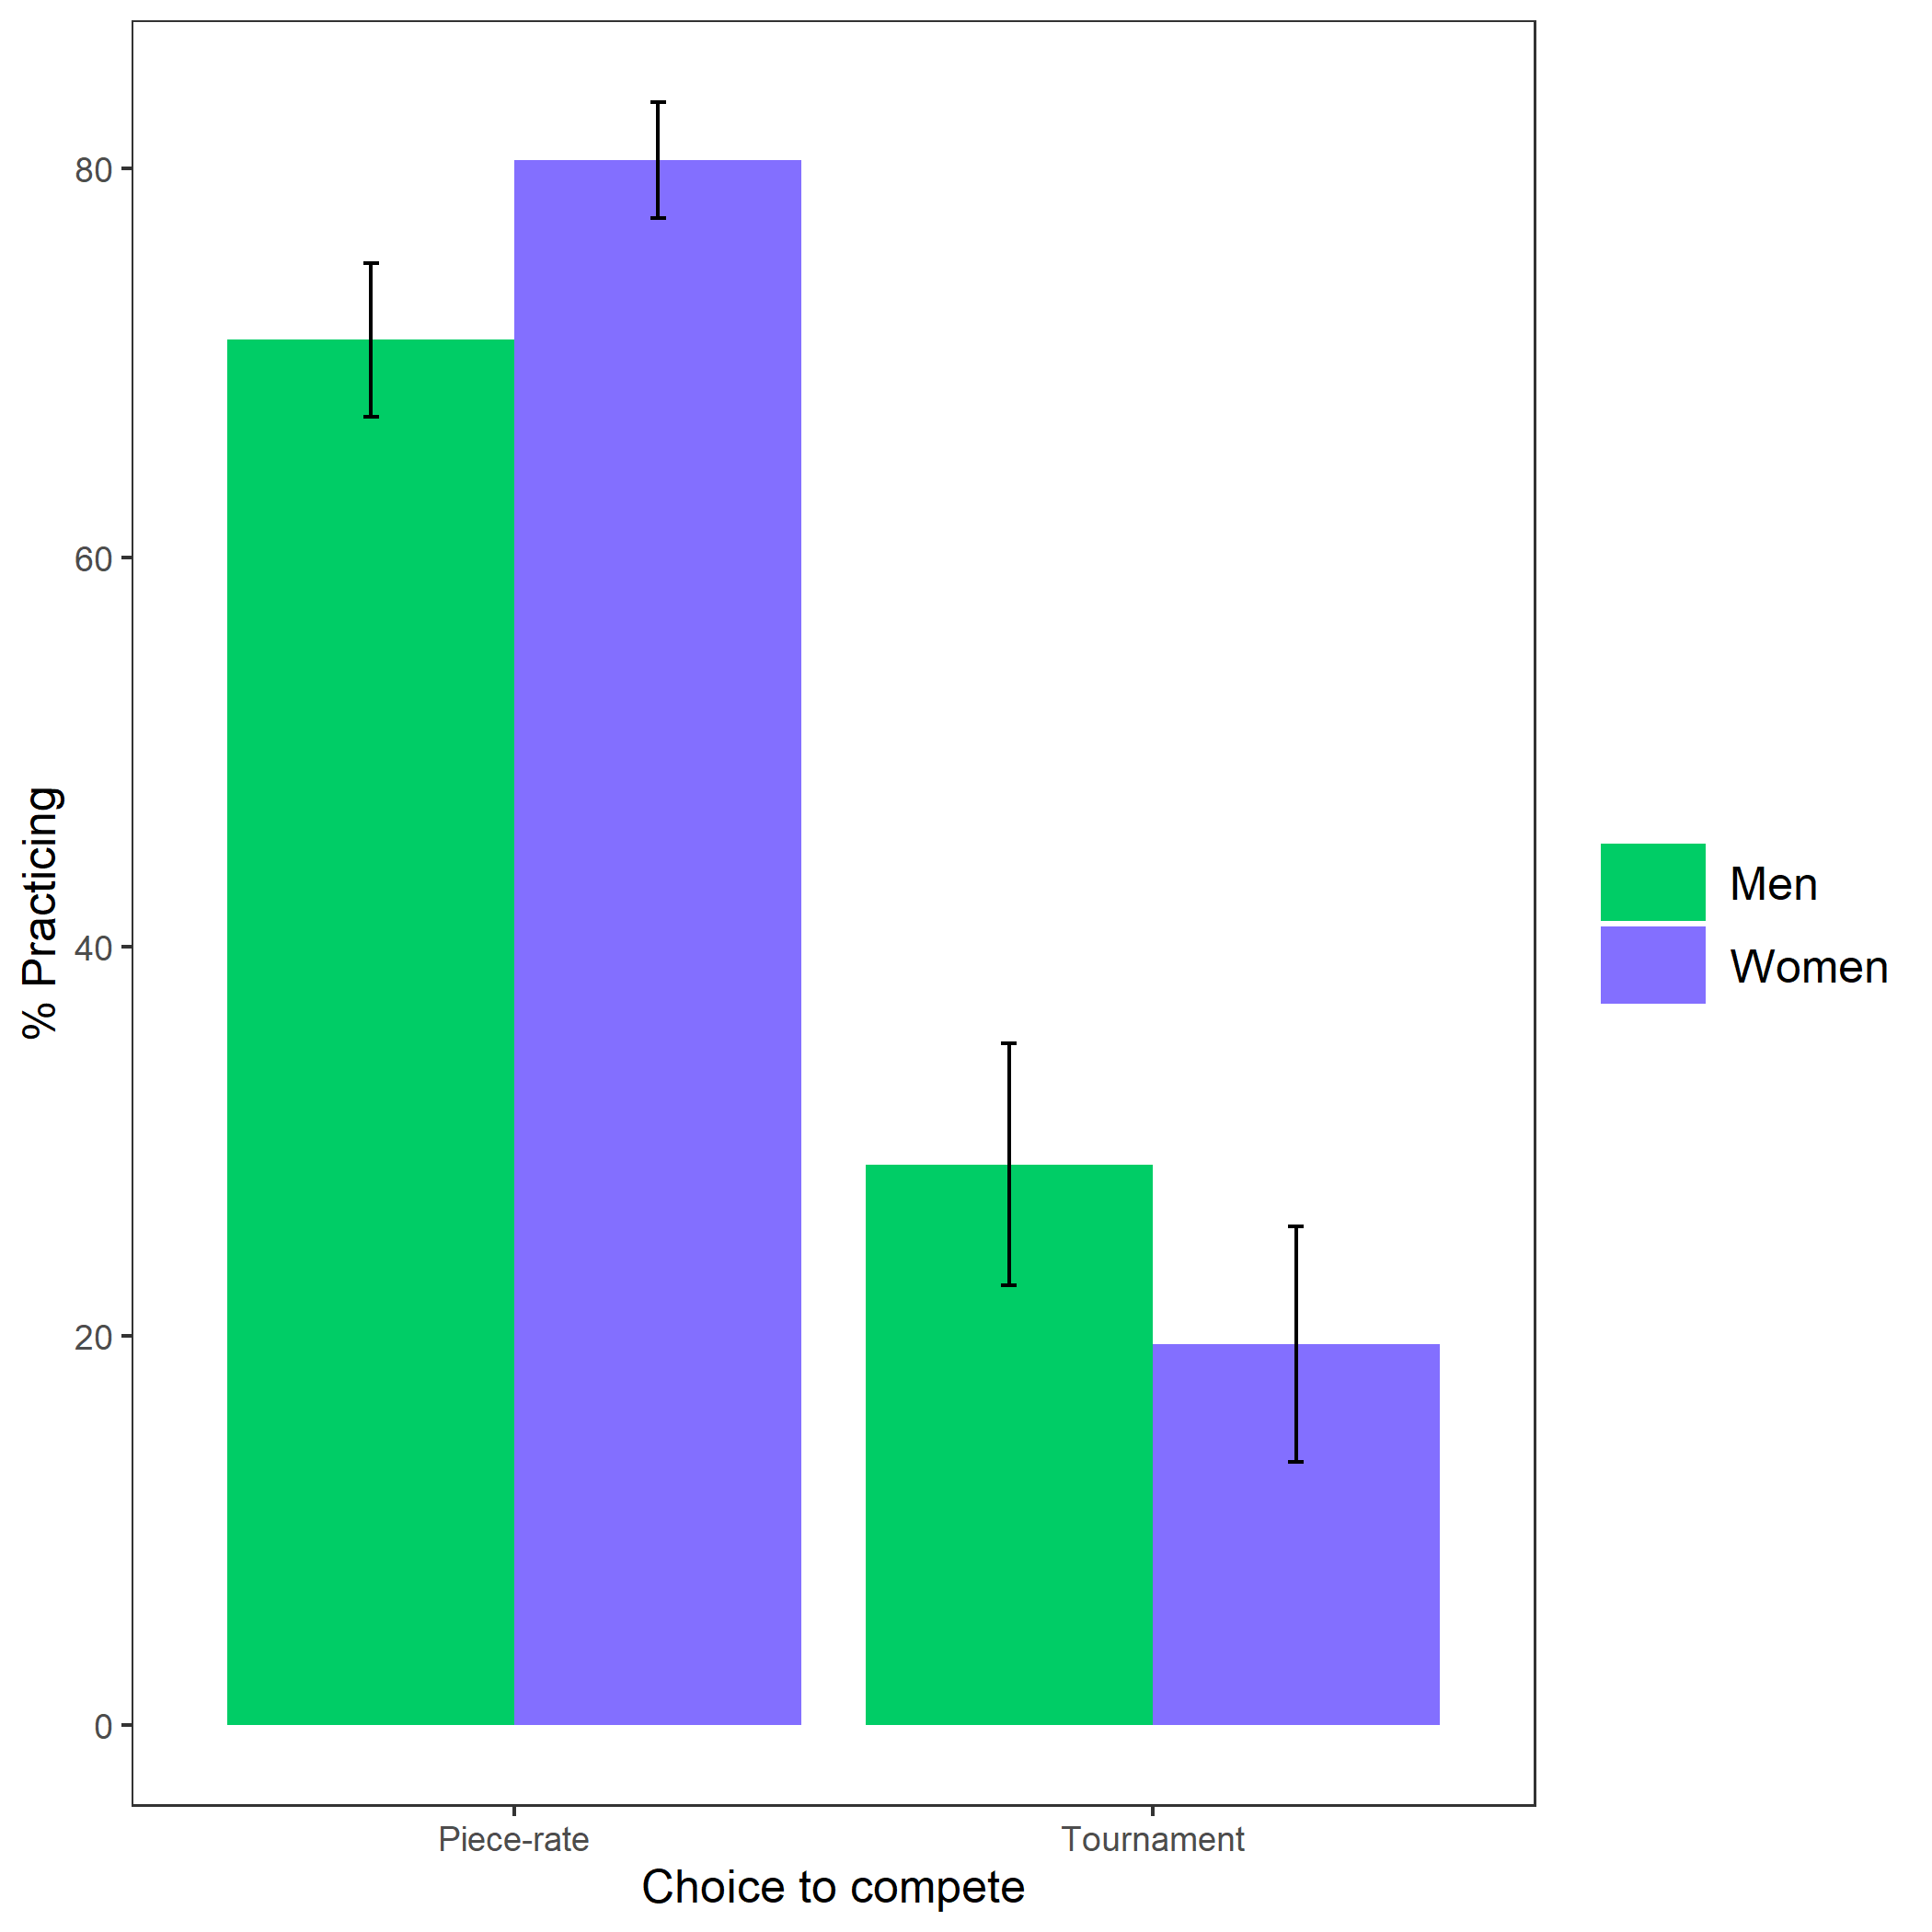 % Practicing
80
60
40
20
0
Piece-rate
Tournament
Choice to compete
Men
Women